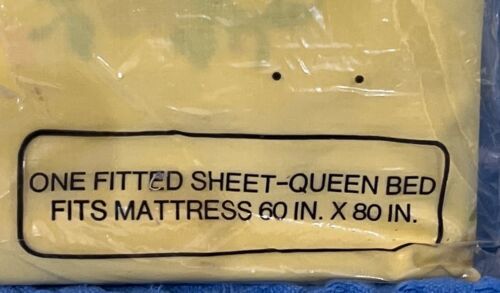 ONE FITTED SHEET-QUEEN BED
FITS MATTRESS 60 IN. X 80 IN.